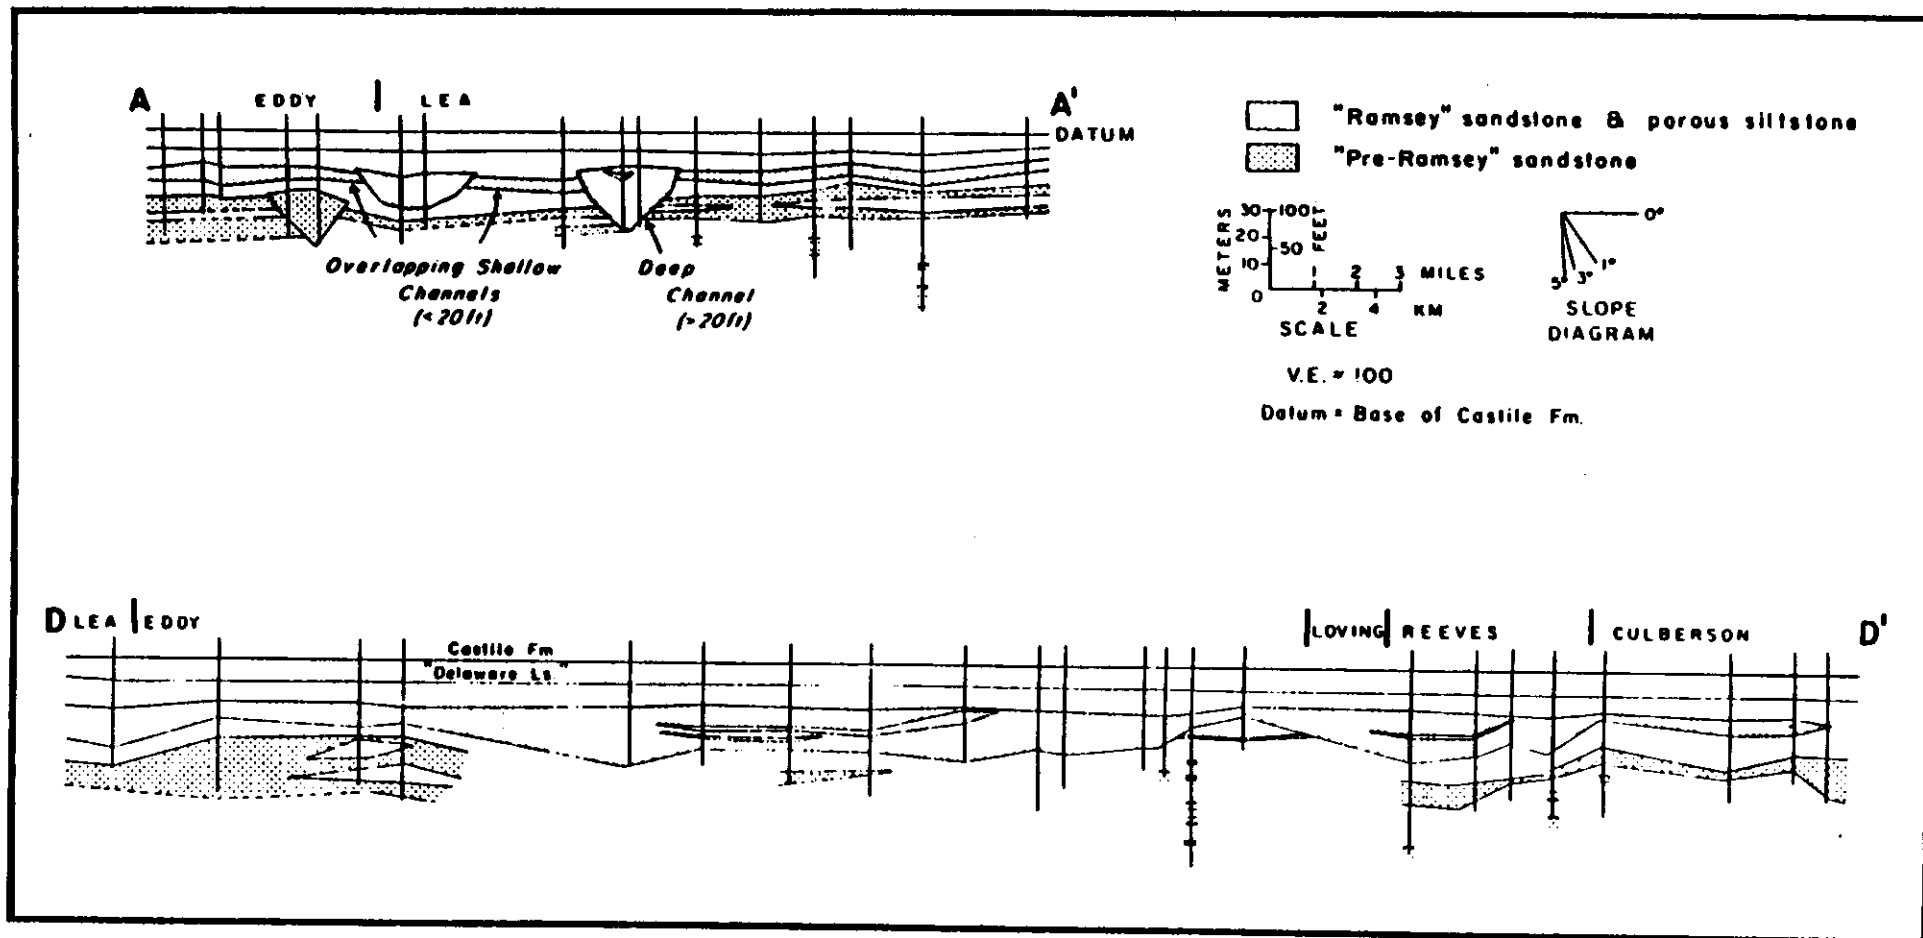 A EDDY | LEA A'
DATUM
Overlapping Shallow
Channels
(<20ft)
Deep
Channel
(>20ft)
"Ramsey" sandstone & porous siltstone
"Pre-Ramsey" sandstone
METERS
30
20
10
0
100
50
FEET
1 2 3 MILES
2 4 KM
SCALE
0°
1°
3°
5°
SLOPE
DIAGRAM
V.E. ≈ 100
Datum = Base of Castile Fm.
D LEA | EDDY | LOVING | REEVES | CULBERSON D'
Castile Fm
"Delaware Ls."